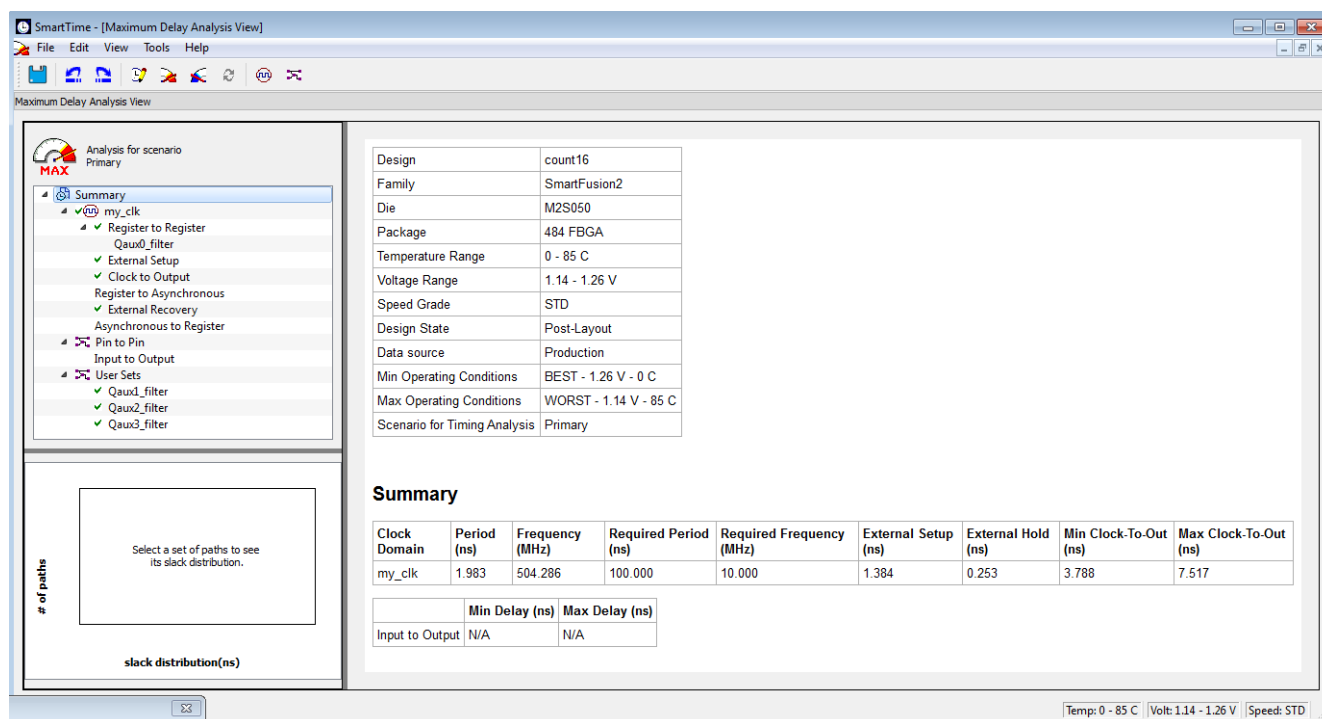 SmartTime - [Maximum Delay Analysis View]
File Edit View Tools Help
Maximum Delay Analysis View
Analysis for scenario
Primary
MAX
Summary
my_clk
Register to Register
Qaux0_filter
External Setup
Clock to Output
Register to Asynchronous
External Recovery
Asynchronous to Register
Pin to Pin
Input to Output
User Sets
Qaux1_filter
Qaux2_filter
Qaux3_filter
# of paths
Select a set of paths to see
its slack distribution.
slack distribution(ns)
Design count16
Family SmartFusion2
Die M2S050
Package 484 FBGA
Temperature Range 0 - 85 C
Voltage Range 1.14 - 1.26 V
Speed Grade STD
Design State Post-Layout
Data source Production
Min Operating Conditions BEST - 1.26 V - 0 C
Max Operating Conditions WORST - 1.14 V - 85 C
Scenario for Timing Analysis Primary
Summary
Clock Domain Period (ns) Frequency (MHz) Required Period (ns) Required Frequency (MHz) External Setup (ns) External Hold (ns) Min Clock-To-Out (ns) Max Clock-To-Out (ns)
my_clk 1.983 504.286 100.000 10.000 1.384 0.253 3.788 7.517
Min Delay (ns) Max Delay (ns)
Input to Output N/A N/A
Temp: 0 - 85 C Volt: 1.14 - 1.26 V Speed: STD